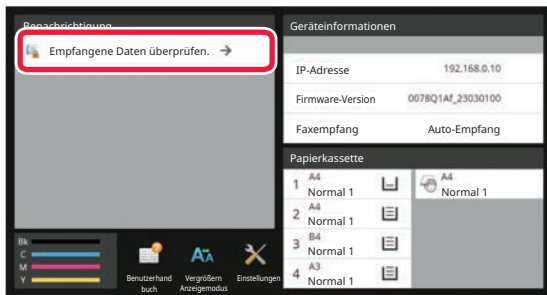 Benachrichtigung
Empfangene Daten überprüfen.
Geräteinformationen
IP-Adresse 192.168.0.10
Firmware-Version 0078Q1Af_23030100
Faxempfang Auto-Empfang
Papierkassette
1 A4
Normal 1
A4
Normal 1
2 A4
Normal 1
3 B4
Normal 1
4 A3
Normal 1
Bk
C
M
Y
Benutzerhand
buch
Vergrößern
Anzeigemodus
Einstellungen